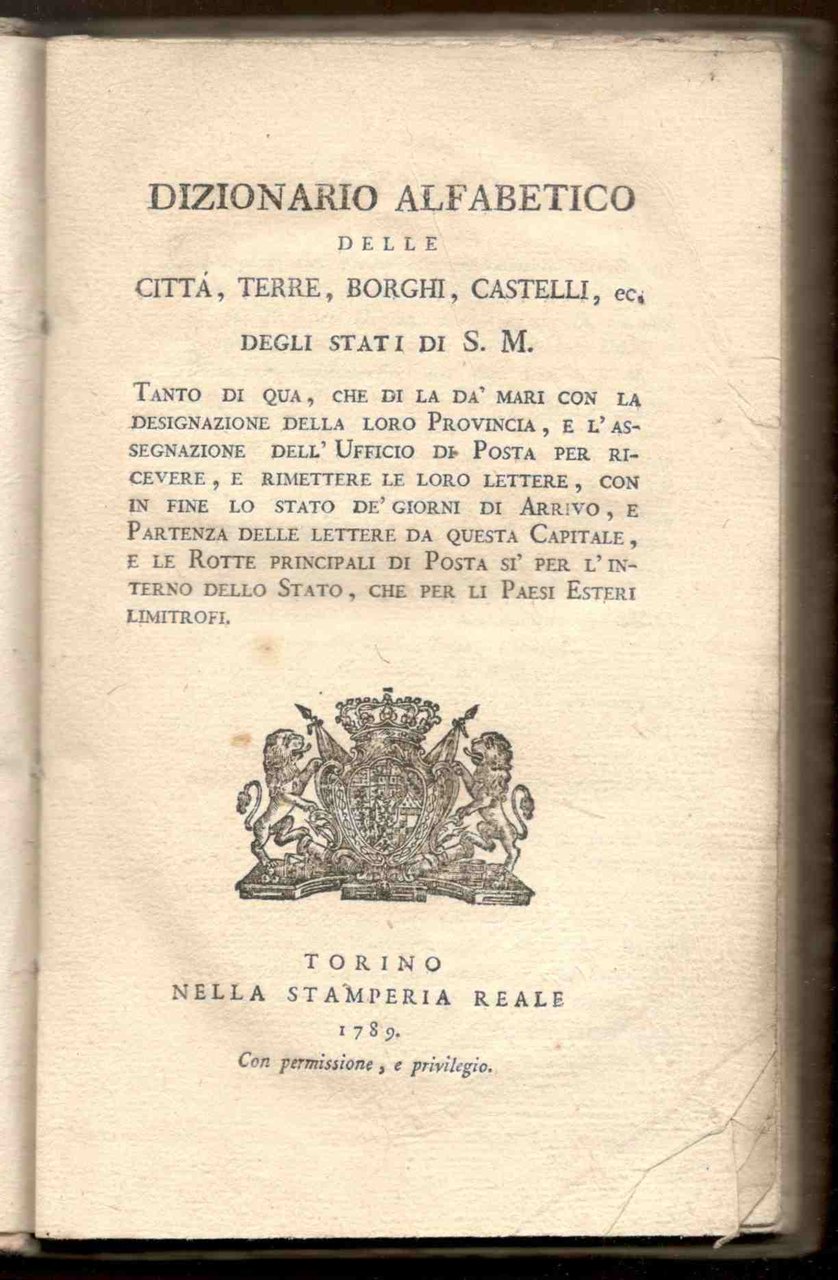 DIZIONARIO ALFABETICO
DELLE
CITTÁ, TERRE, BORGHI, CASTELLI, ec.
DEGLI STATI DI S. M.
TANTO DI QUA, CHE DI LA DA' MARI CON LA
DESIGNAZIONE DELLA LORO PROVINCIA, E L'AS-
SEGNAZIONE DELL' UFFICIO DI POSTA PER RI-
CEVERE, E RIMETTERE LE LORO LETTERE, CON
IN FINE LO STATO DE' GIORNI DI ARRIVO, E
PARTENZA DELLE LETTERE DA QUESTA CAPITALE,
E LE ROTTE PRINCIPALI DI POSTA SI' PER L'IN-
TERNO DELLO STATO, CHE PER LI PAESI ESTERI
LIMITROFI.
TORINO
NELLA STAMPERIA REALE
1789.
Con permissione, e privilegio.